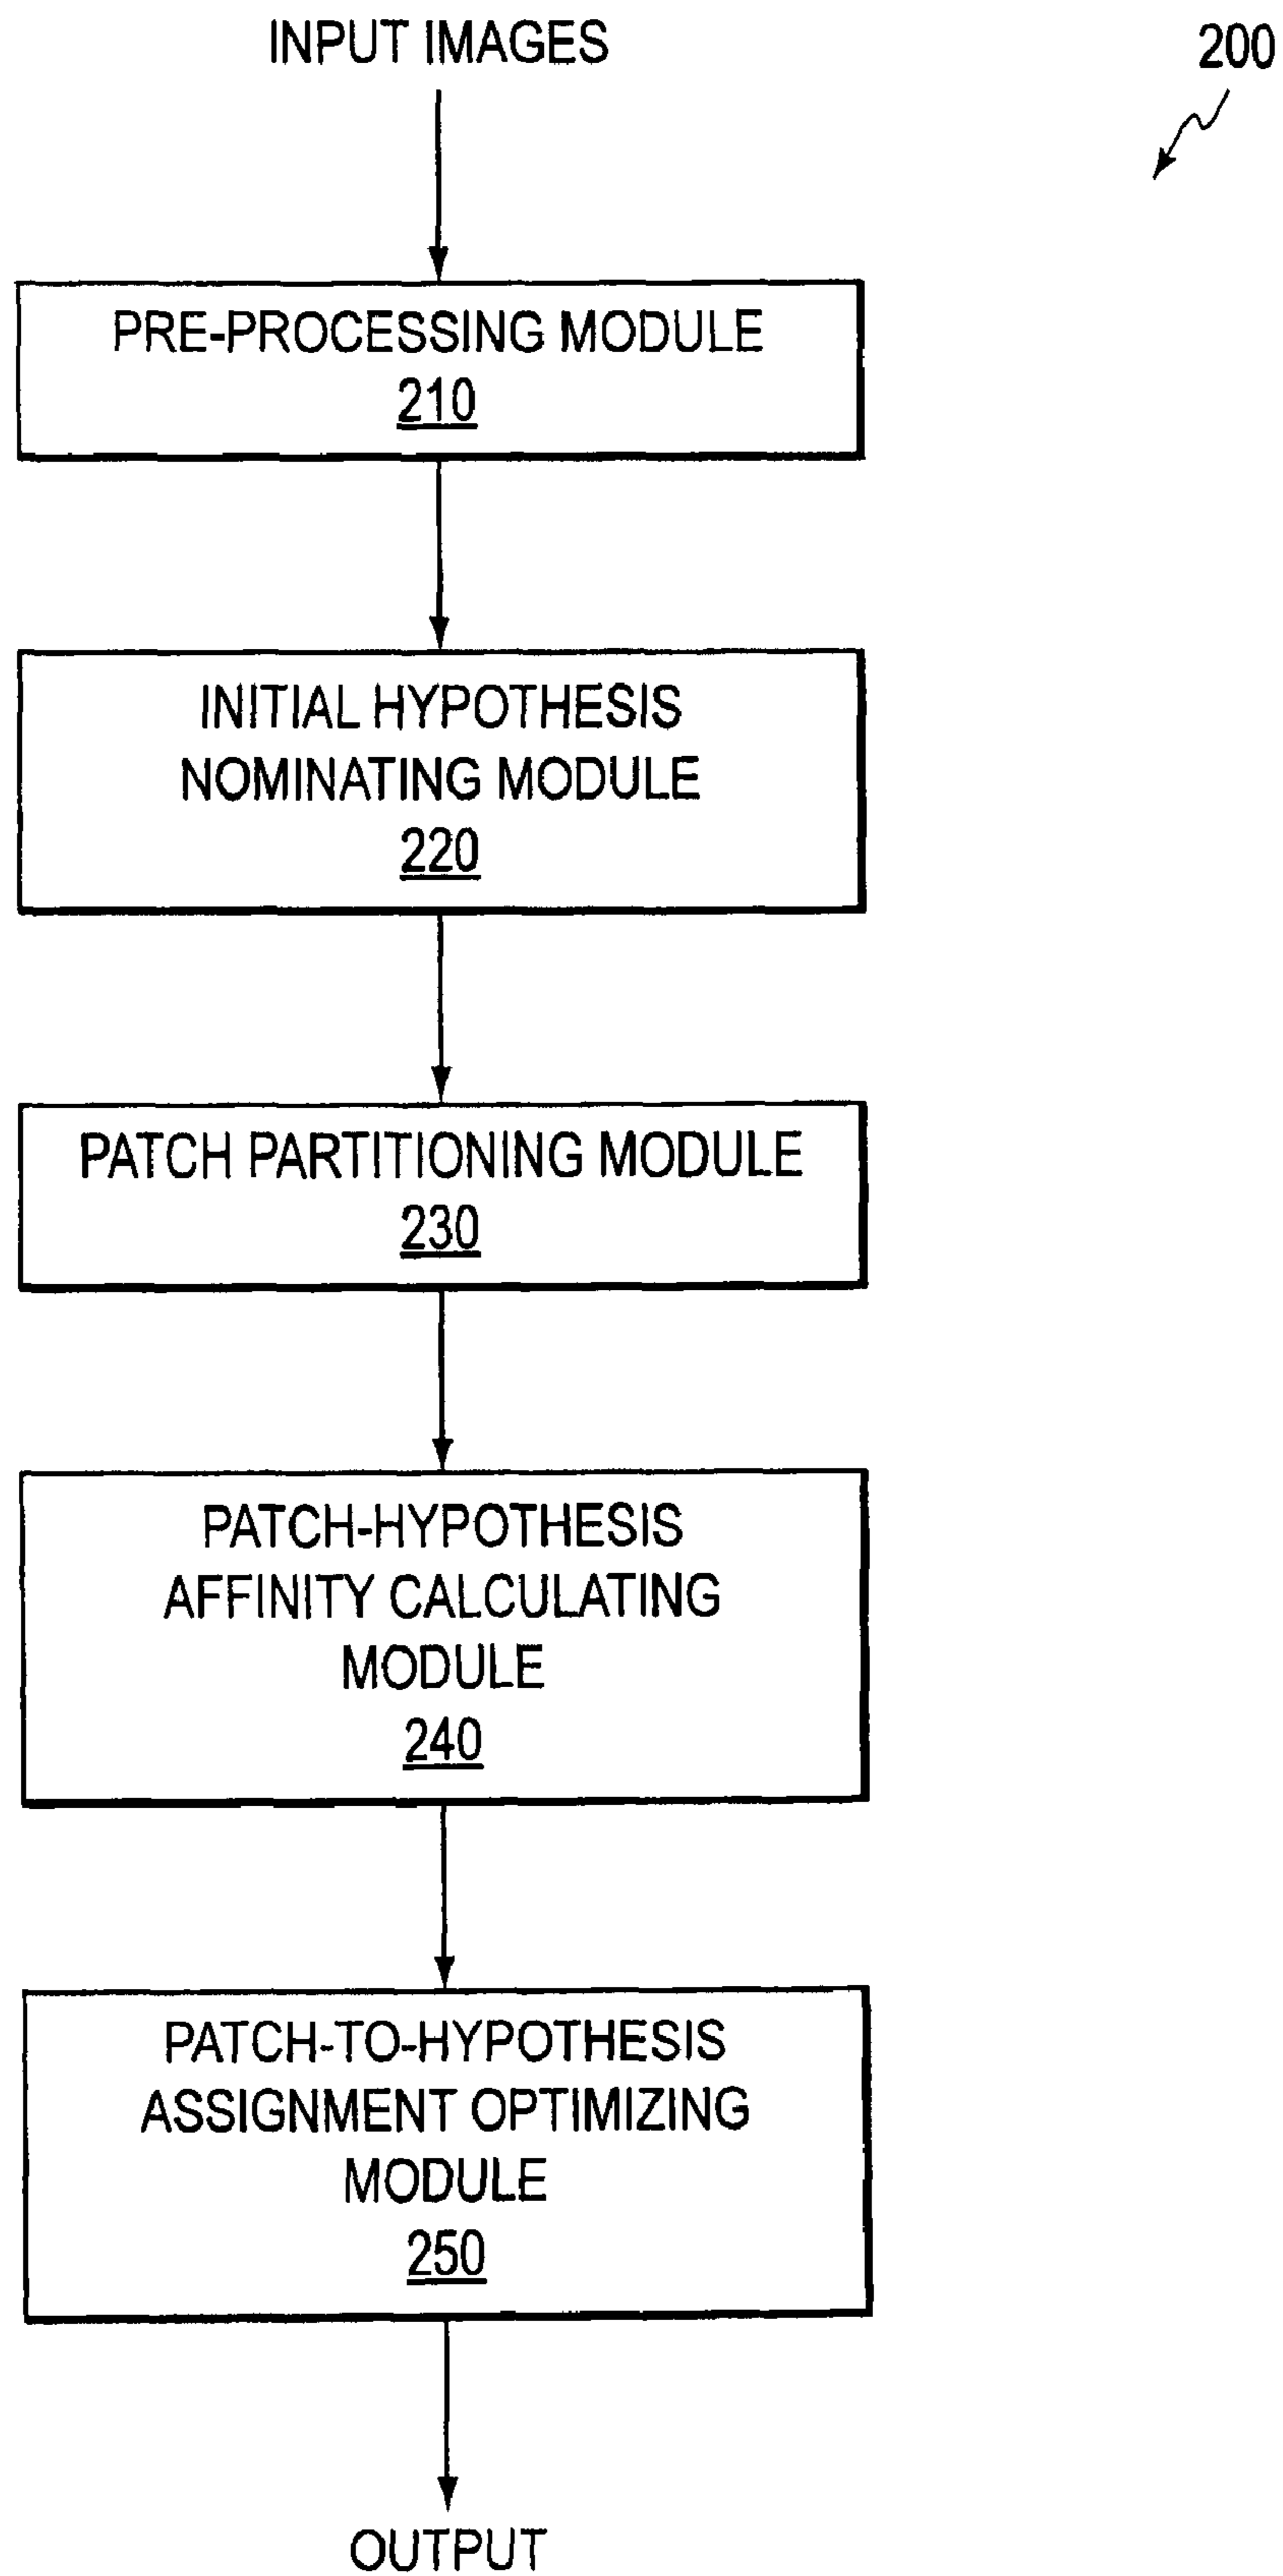 INPUT IMAGES
200
PRE-PROCESSING MODULE
210
INITIAL HYPOTHESIS
NOMINATING MODULE
220
PATCH PARTITIONING MODULE
230
PATCH-HYPOTHESIS
AFFINITY CALCULATING
MODULE
240
PATCH-TO-HYPOTHESIS
ASSIGNMENT OPTIMIZING
MODULE
250
OUTPUT